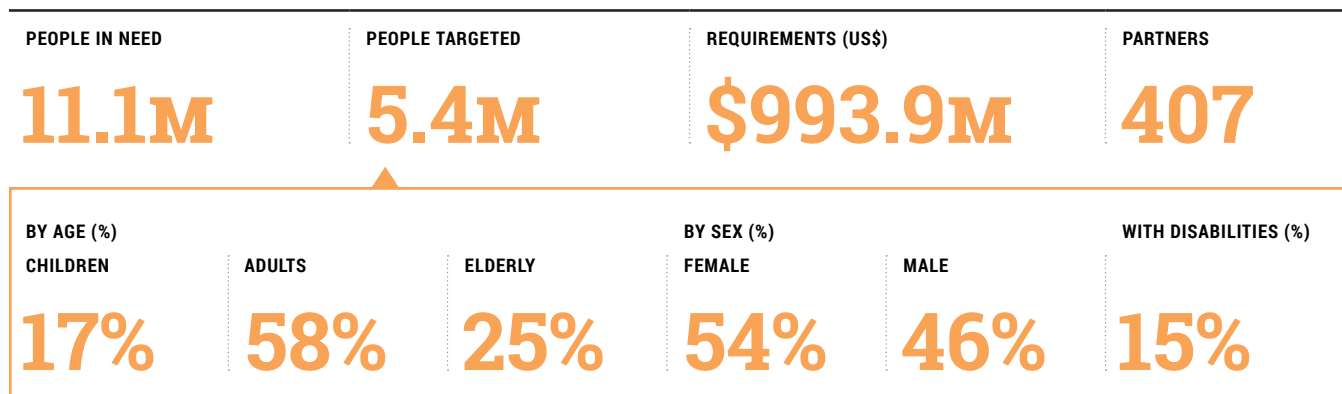 PEOPLE IN NEED PEOPLE TARGETED REQUIREMENTS (US$) PARTNERS
11.1M 5.4M $993.9M 407
BY AGE (%) BY SEX (%) WITH DISABILITIES (%)
CHILDREN ADULTS ELDERLY FEMALE MALE
17% 58% 25% 54% 46% 15%